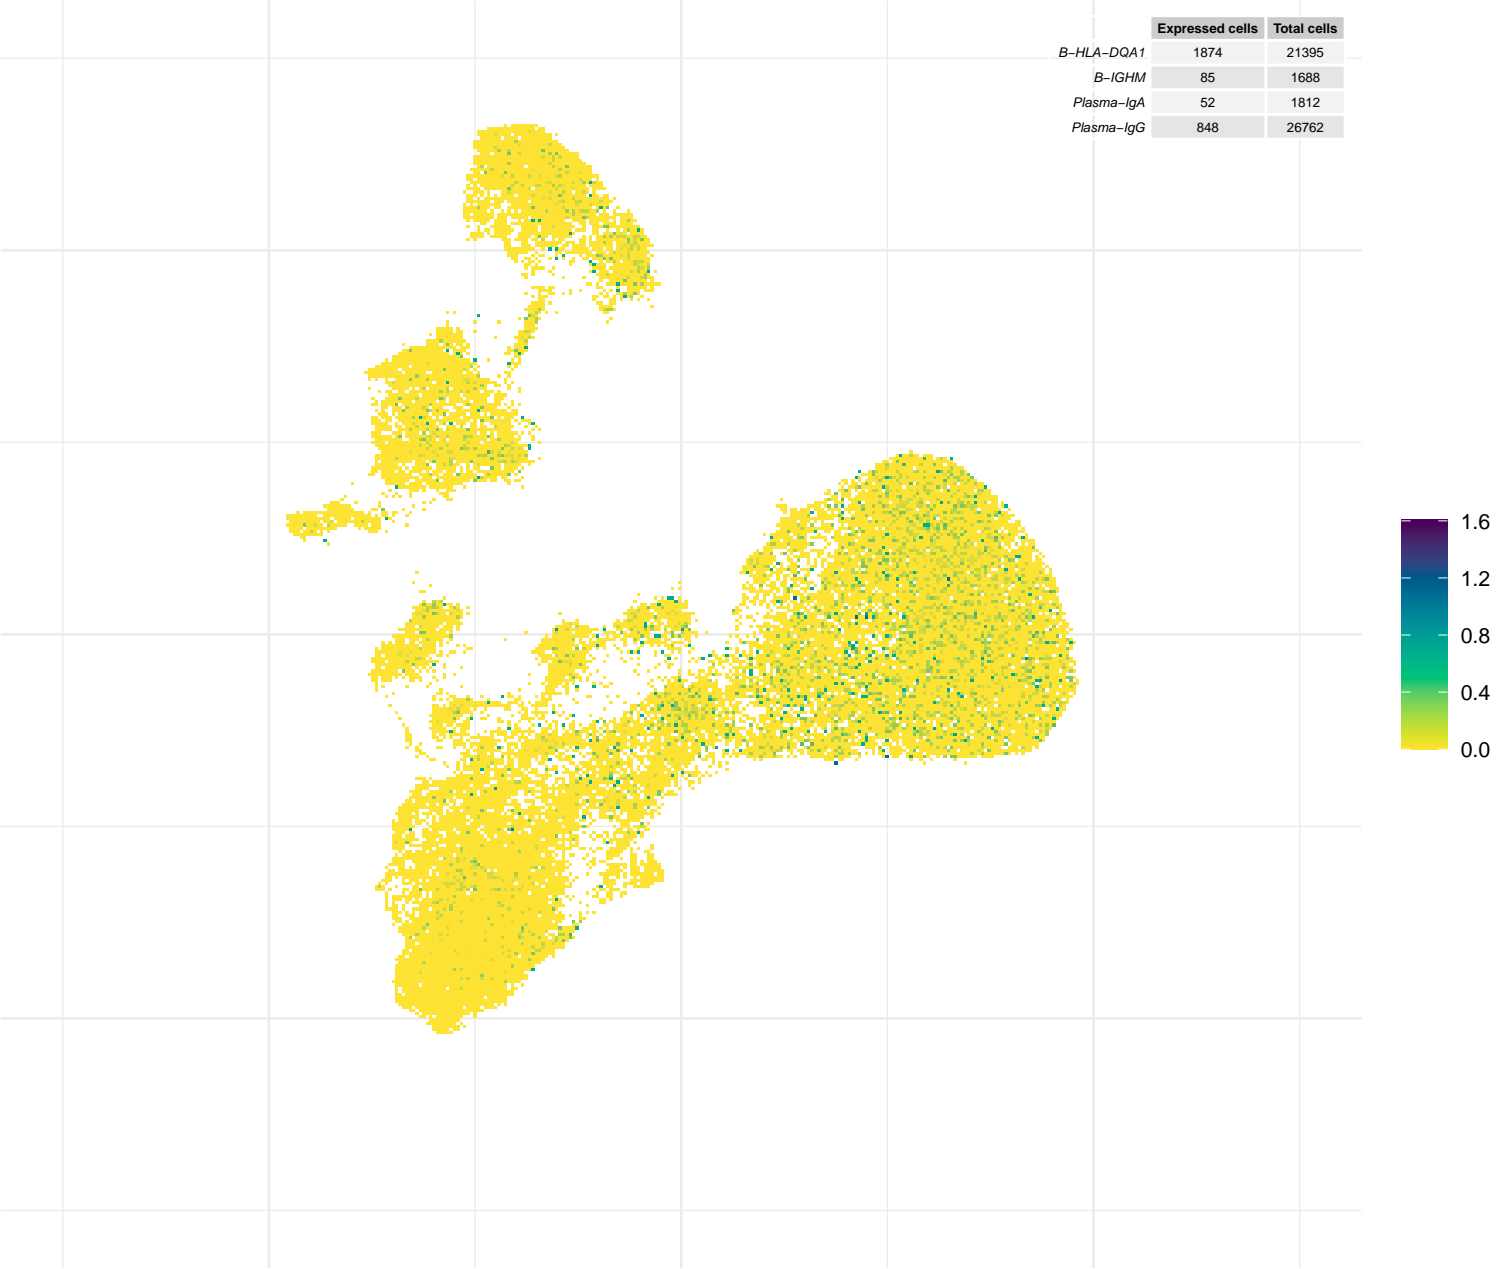 Expressed cells Total cells
B−HLA−DQA1 1874 21395
B−IGHM 85 1688
Plasma−IgA 52 1812
Plasma−IgG 848 26762
1.6
1.2
0.8
0.4
0.0